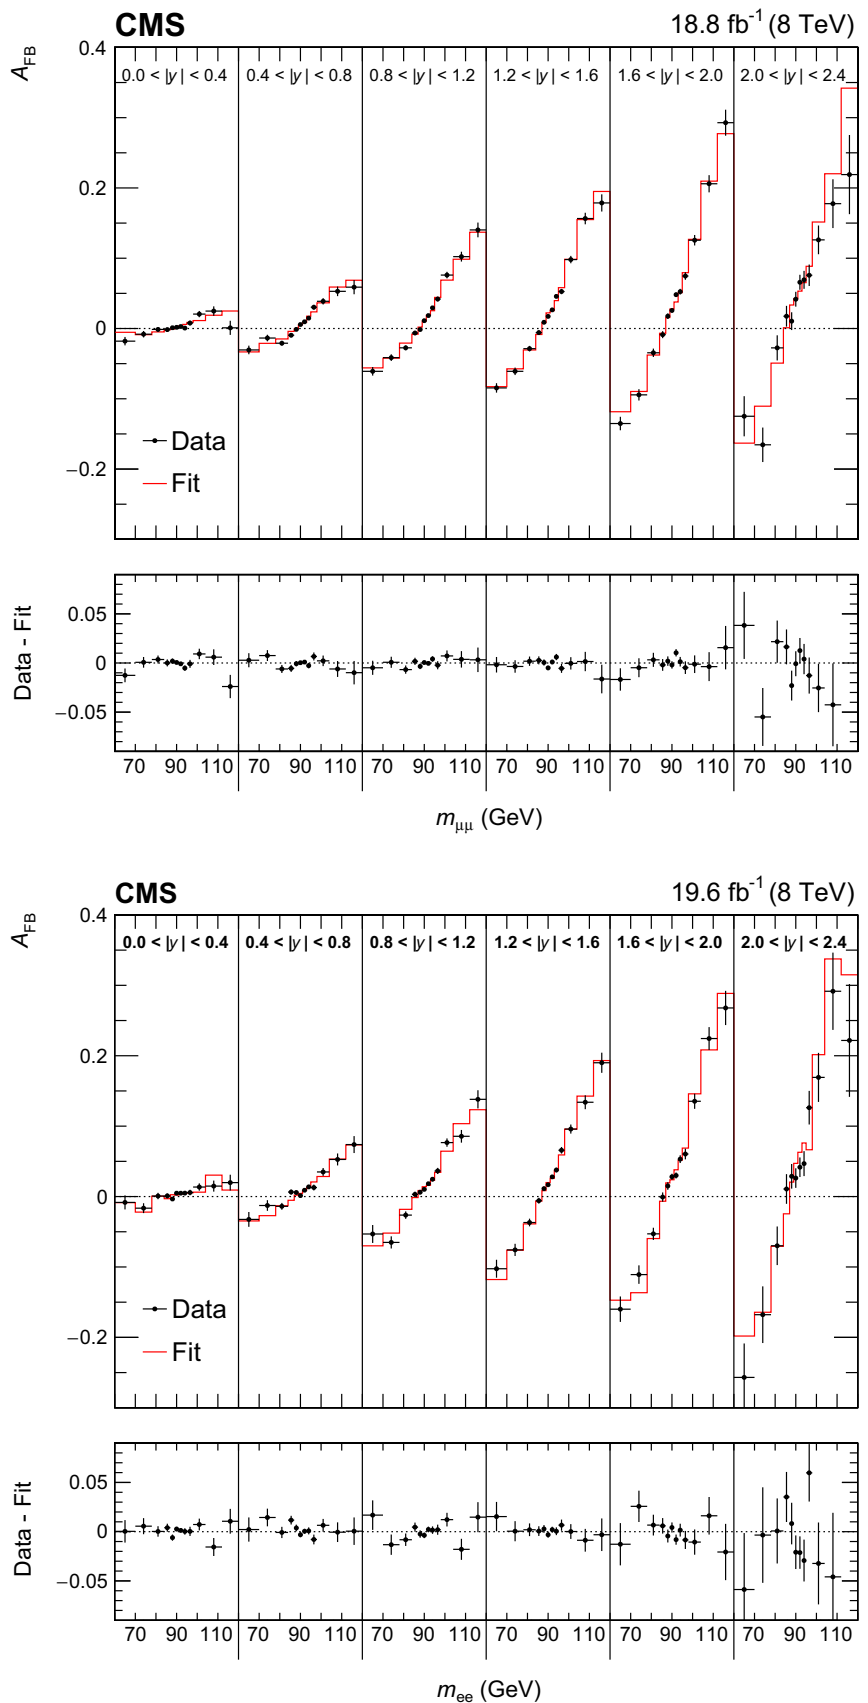 CMS 18.8 fb⁻¹ (8 TeV)
A_FB
0.4
0.0 < |y| < 0.4 0.4 < |y| < 0.8 0.8 < |y| < 1.2 1.2 < |y| < 1.6 1.6 < |y| < 2.0 2.0 < |y| < 2.4
0.2
0
Data
−0.2
Fit
Data - Fit
0.05
0
−0.05
70 90 110 70 90 110 70 90 110 70 90 110 70 90 110 70 90 110
m_μμ (GeV)
CMS 19.6 fb⁻¹ (8 TeV)
A_FB
0.4
0.0 < |y| < 0.4 0.4 < |y| < 0.8 0.8 < |y| < 1.2 1.2 < |y| < 1.6 1.6 < |y| < 2.0 2.0 < |y| < 2.4
0.2
0
Data
−0.2
Fit
Data - Fit
0.05
0
−0.05
70 90 110 70 90 110 70 90 110 70 90 110 70 90 110 70 90 110
m_ee (GeV)